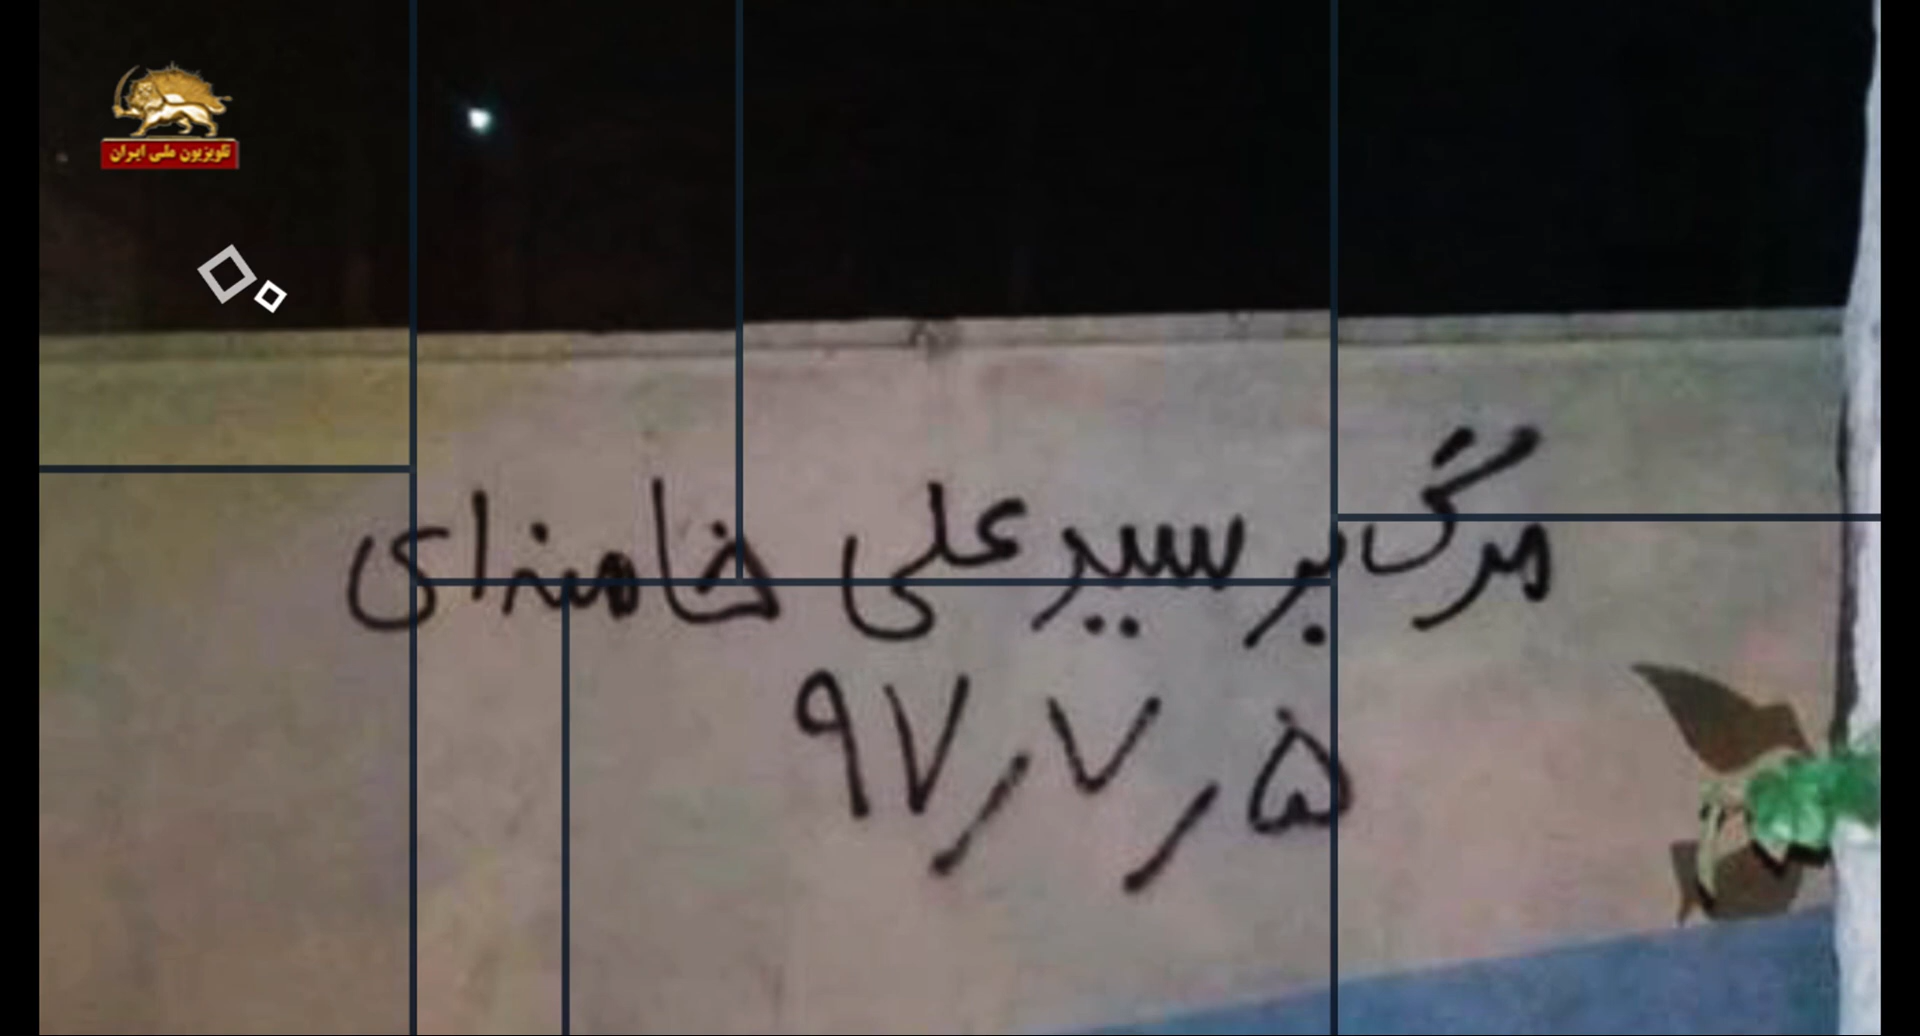 تلویزیون ملی ایران
مرگ بر سید علی خامنه‌ای
۹۷٫۷٫۵